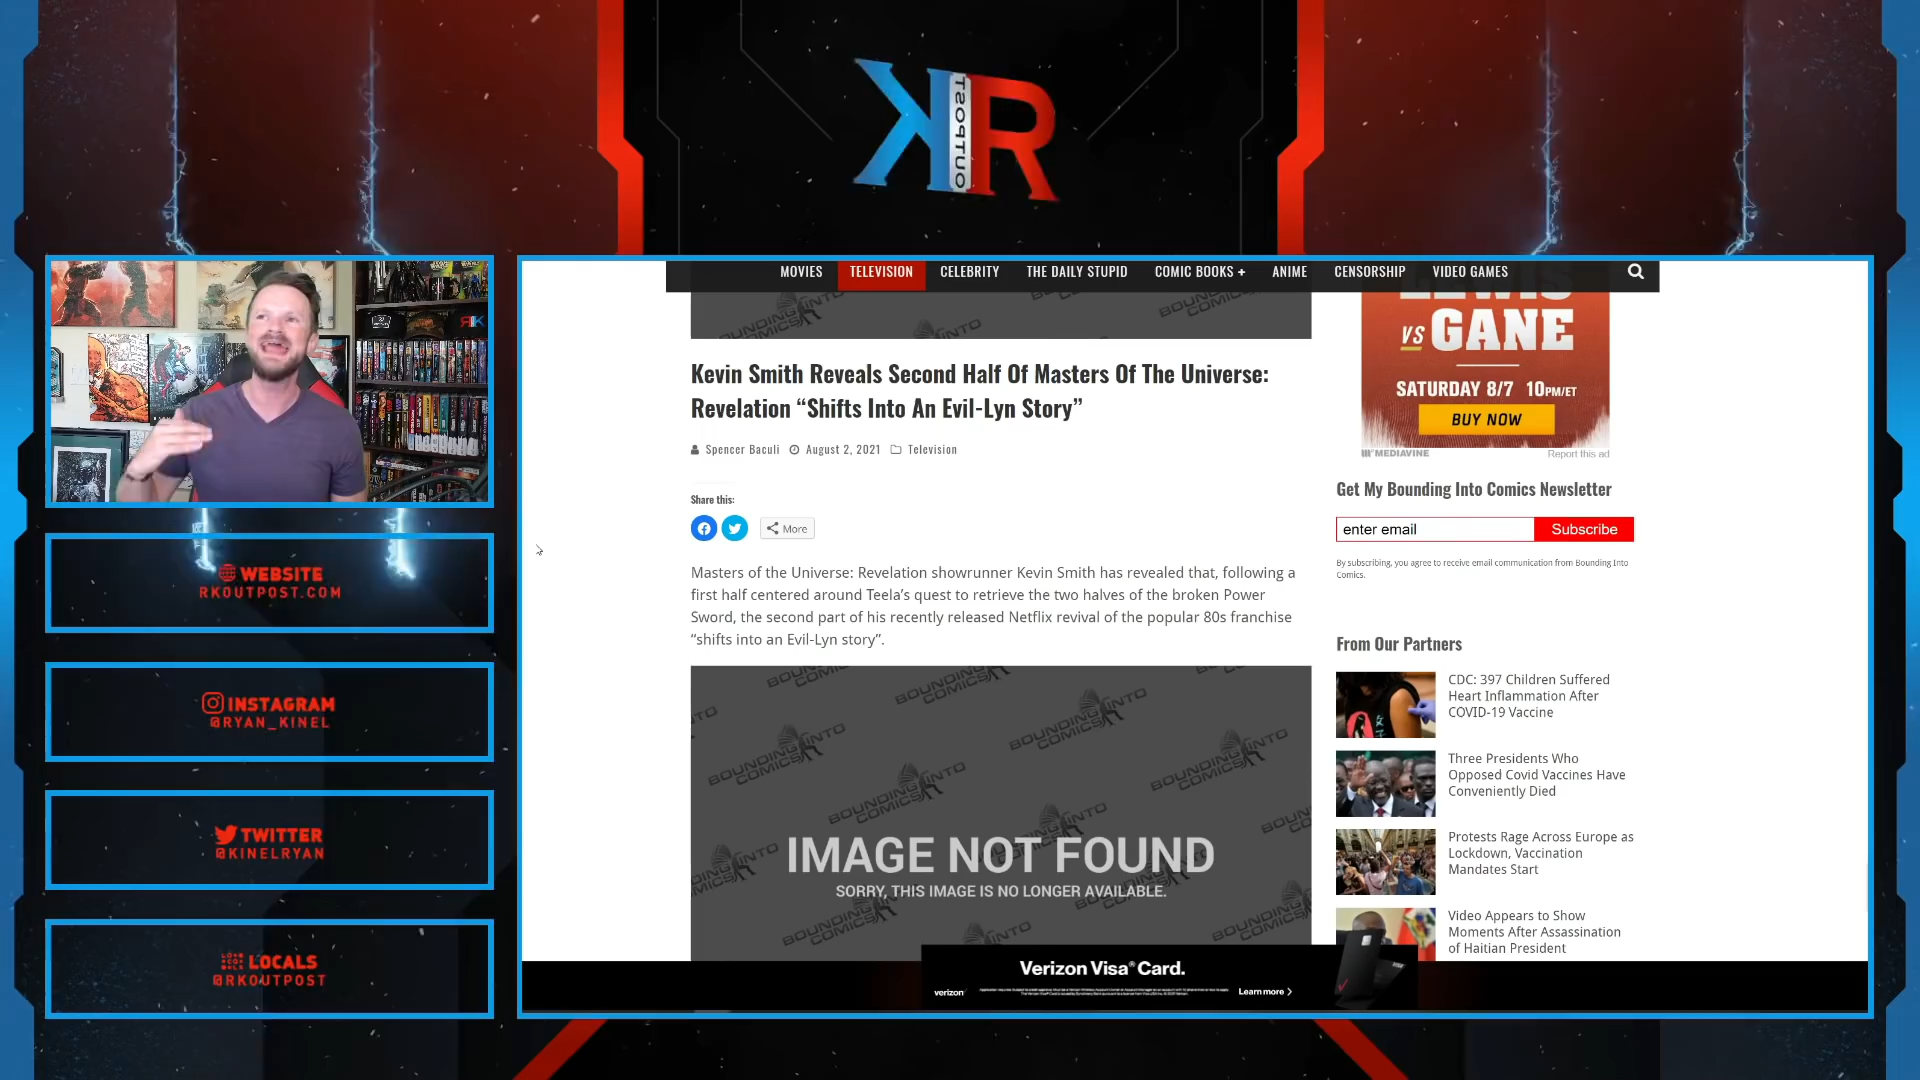 K OUTPOST R
WEBSITE
RKOUTPOST.COM
INSTAGRAM
@RYAN_KINEL
TWITTER
@KINELRYAN
LOCALS
@RKOUTPOST
MOVIES TELEVISION CELEBRITY THE DAILY STUPID COMIC BOOKS + ANIME CENSORSHIP VIDEO GAMES
Kevin Smith Reveals Second Half Of Masters Of The Universe:
Revelation “Shifts Into An Evil-Lyn Story”
Spencer Baculi August 2, 2021 Television
Share this:
More
Masters of the Universe: Revelation showrunner Kevin Smith has revealed that, following a
first half centered around Teela’s quest to retrieve the two halves of the broken Power
Sword, the second part of his recently released Netflix revival of the popular 80s franchise
“shifts into an Evil-Lyn story”.
BOUNDING INTO COMICS
IMAGE NOT FOUND
SORRY, THIS IMAGE IS NO LONGER AVAILABLE.
LEWIS
VS GANE
SATURDAY 8/7 10PM/ET
BUY NOW
MEDIAVINE Report this ad
Get My Bounding Into Comics Newsletter
enter email Subscribe
By subscribing, you agree to receive email communication from Bounding Into
Comics.
From Our Partners
CDC: 397 Children Suffered
Heart Inflammation After
COVID-19 Vaccine
Three Presidents Who
Opposed Covid Vaccines Have
Conveniently Died
Protests Rage Across Europe as
Lockdown, Vaccination
Mandates Start
Video Appears to Show
Moments After Assassination
of Haitian President
Verizon Visa® Card.
verizon
Learn more